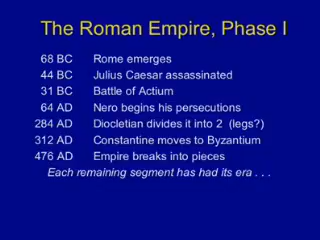 The Roman Empire, Phase I
68 BC Rome emerges
44 BC Julius Caesar assassinated
31 BC Battle of Actium
64 AD Nero begins his persecutions
284 AD Diocletian divides it into 2 (legs?)
312 AD Constantine moves to Byzantium
476 AD Empire breaks into pieces
Each remaining segment has had its era . . .